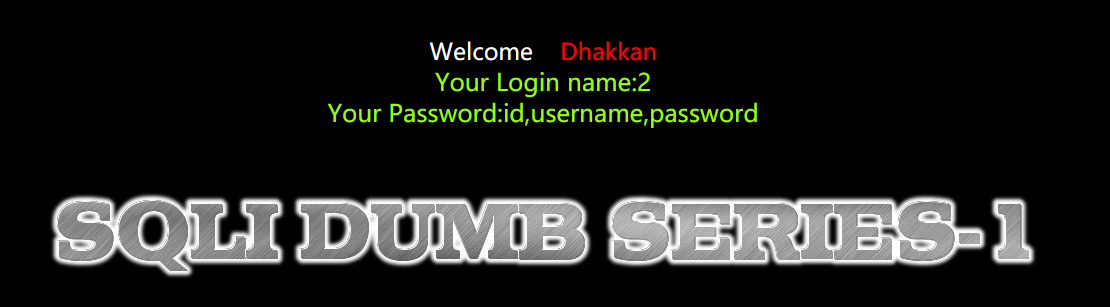 Welcome Dhakkan
Your Login name:2
Your Password:id,username,password
SQLI DUMB SERIES-1